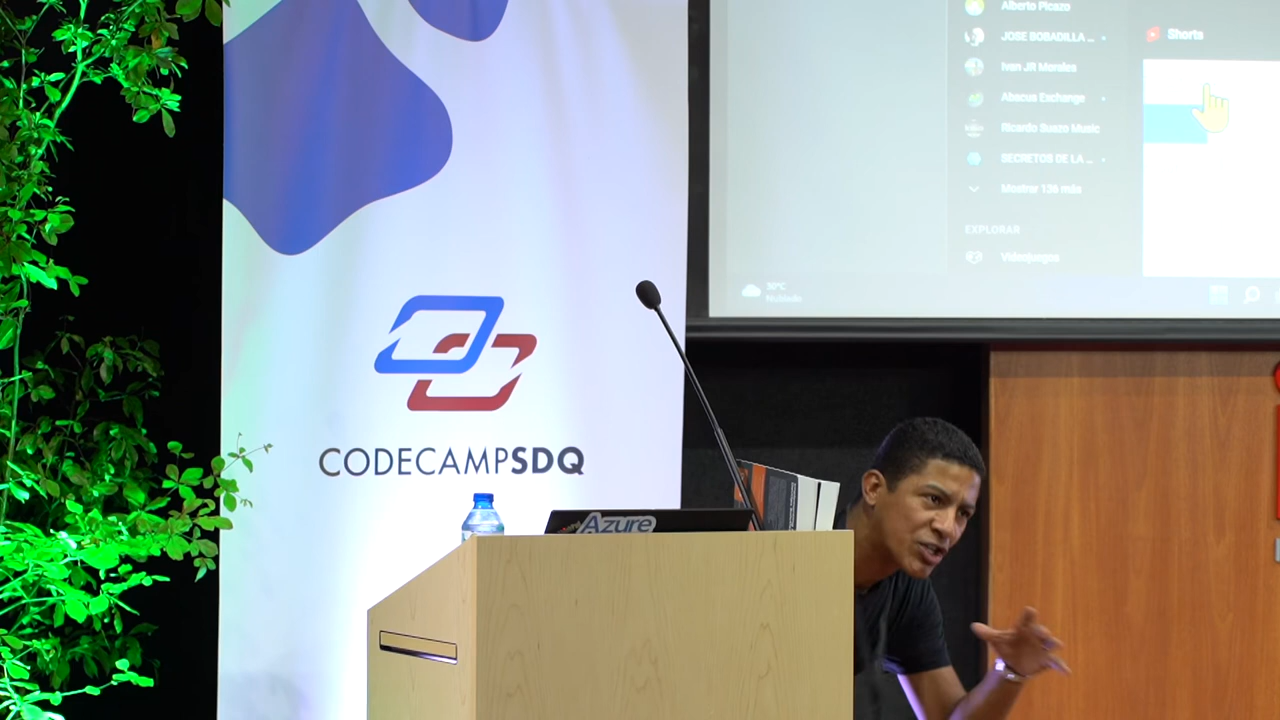 Alberto Picazo
JOSE BOBADILLA ...
Ivan JR Morales
Abacus Exchange
Ricardo Suazo Music
SECRETOS DE LA ...
Mostrar 136 más
EXPLORAR
Videojuegos
Shorts
30°C
Nublado
CODECAMPSDQ
Azure